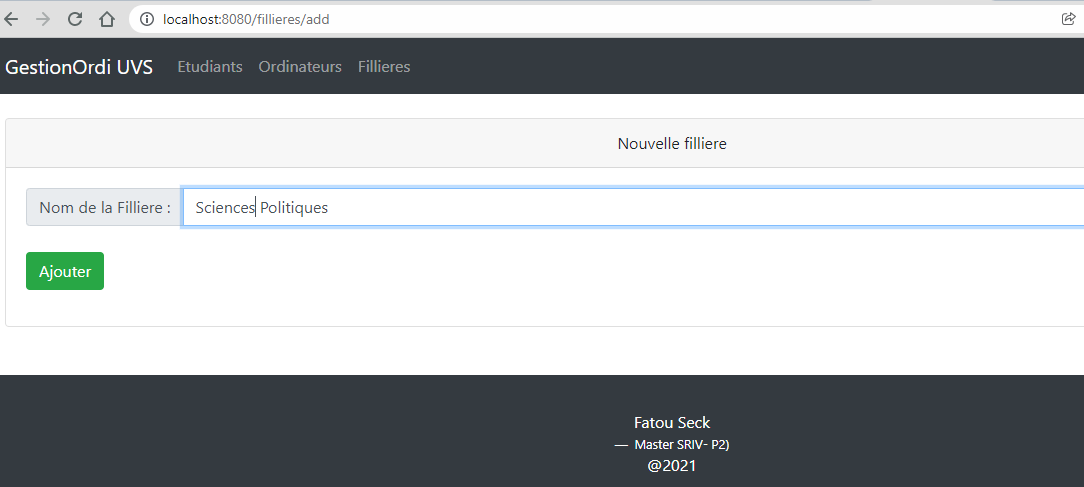 localhost:8080/fillieres/add
GestionOrdi UVS Etudiants Ordinateurs Fillieres
Nouvelle filliere
Nom de la Filliere : Sciences Politiques
Ajouter
Fatou Seck
— Master SRIV- P2)
@2021